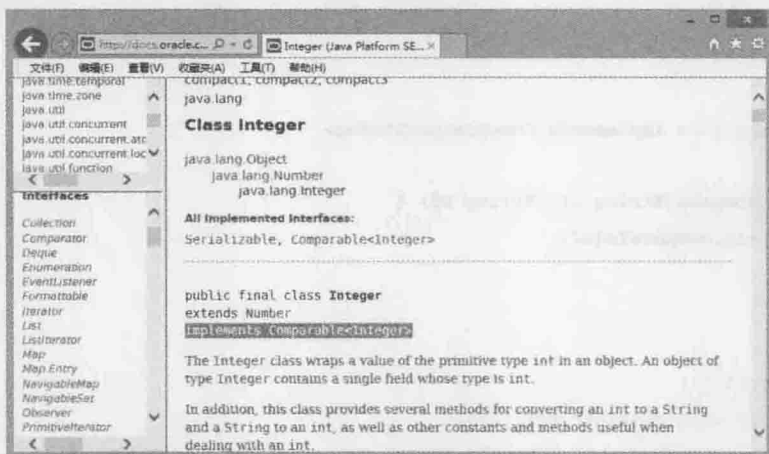 http://docs.oracle.c...
Integer (Java Platform SE...
文件(F) 编辑(E) 查看(V) 收藏夹(A) 工具(T) 帮助(H)
java.time.temporal
java.time.zone
java.util
java.util.concurrent
java.util.concurrent.atc
java.util.concurrent.loc
java.util.function
Interfaces
Collection
Comparator
Deque
Enumeration
EventListener
Formattable
Iterator
List
ListIterator
Map
Map.Entry
NavigableMap
NavigableSet
Observer
PrimitiveIterator
compact1, compact2, compact3
java.lang
Class Integer
java.lang.Object
java.lang.Number
java.lang.Integer
All Implemented Interfaces:
Serializable, Comparable<Integer>
public final class Integer
extends Number
implements Comparable<Integer>
The Integer class wraps a value of the primitive type int in an object. An object of
type Integer contains a single field whose type is int.
In addition, this class provides several methods for converting an int to a String
and a String to an int, as well as other constants and methods useful when
dealing with an int.